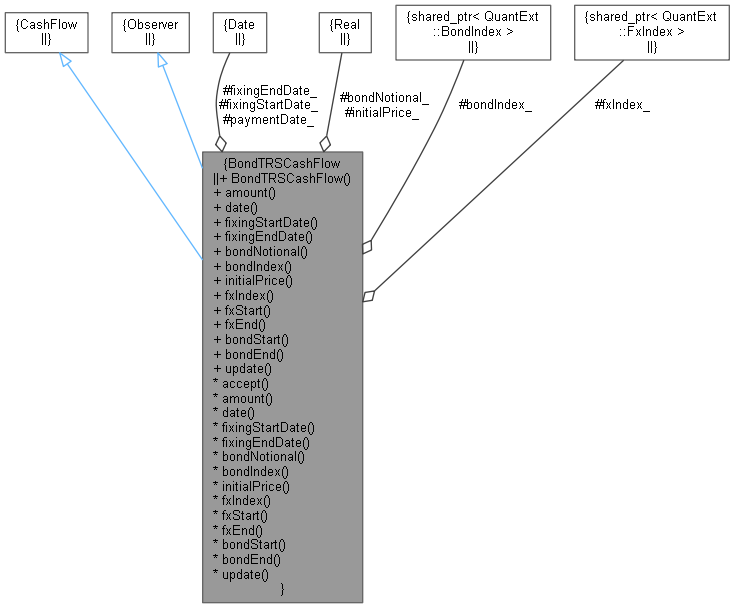 {CashFlow
||}
{Observer
||}
{Date
||}
{Real
||}
{shared_ptr< QuantExt
::BondIndex >
||}
{shared_ptr< QuantExt
::FxIndex >
||}
#fixingEndDate_
#fixingStartDate_
#paymentDate_
#bondNotional_
#initialPrice_
#bondIndex_
#fxIndex_
{BondTRSCashFlow
||+ BondTRSCashFlow()
+ amount()
+ date()
+ fixingStartDate()
+ fixingEndDate()
+ bondNotional()
+ bondIndex()
+ initialPrice()
+ fxIndex()
+ fxStart()
+ fxEnd()
+ bondStart()
+ bondEnd()
+ update()
* accept()
* amount()
* date()
* fixingStartDate()
* fixingEndDate()
* bondNotional()
* bondIndex()
* initialPrice()
* fxIndex()
* fxStart()
* fxEnd()
* bondStart()
* bondEnd()
* update()
}